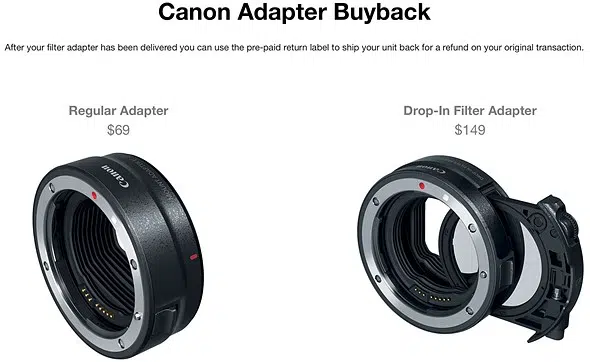 Canon Adapter Buyback
After your filter adapter has been delivered you can use the pre-paid return label to ship your unit back for a refund on your original transaction.
Regular Adapter
$69
Drop-In Filter Adapter
$149
Canon